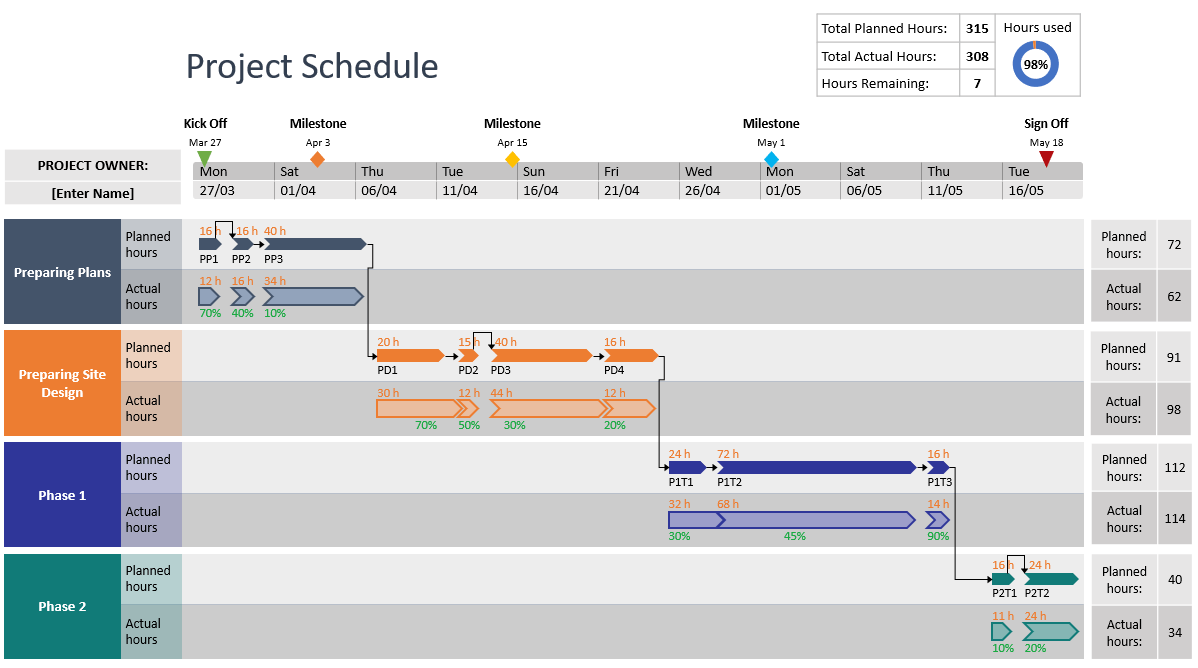 Total Planned Hours: 315
Hours used
Total Actual Hours: 308
98%
Hours Remaining: 7
Project Schedule
Kick Off Milestone Milestone Milestone Sign Off
Mar 27 Apr 3 Apr 15 May 1 May 18
PROJECT OWNER:
Mon Sat Thu Tue Sun Fri Wed Mon Sat Thu Tue
[Enter Name]
27/03 01/04 06/04 11/04 16/04 21/04 26/04 01/05 06/05 11/05 16/05
Preparing Plans
Planned
hours
16 h 16 h 40 h
PP1 PP2 PP3
Planned
hours:
72
Actual
hours
12 h 16 h 34 h
70% 40% 10%
Actual
hours:
62
Preparing Site
Design
Planned
hours
20 h 15 h 40 h 16 h
PD1 PD2 PD3 PD4
Planned
hours:
91
Actual
hours
30 h 12 h 44 h 12 h
70% 50% 30% 20%
Actual
hours:
98
Phase 1
Planned
hours
24 h 72 h 16 h
P1T1 P1T2 P1T3
Planned
hours:
112
Actual
hours
32 h 68 h 14 h
30% 45% 90%
Actual
hours:
114
Phase 2
Planned
hours
16 h 24 h
P2T1 P2T2
Planned
hours:
40
Actual
hours
11 h 24 h
10% 20%
Actual
hours:
34